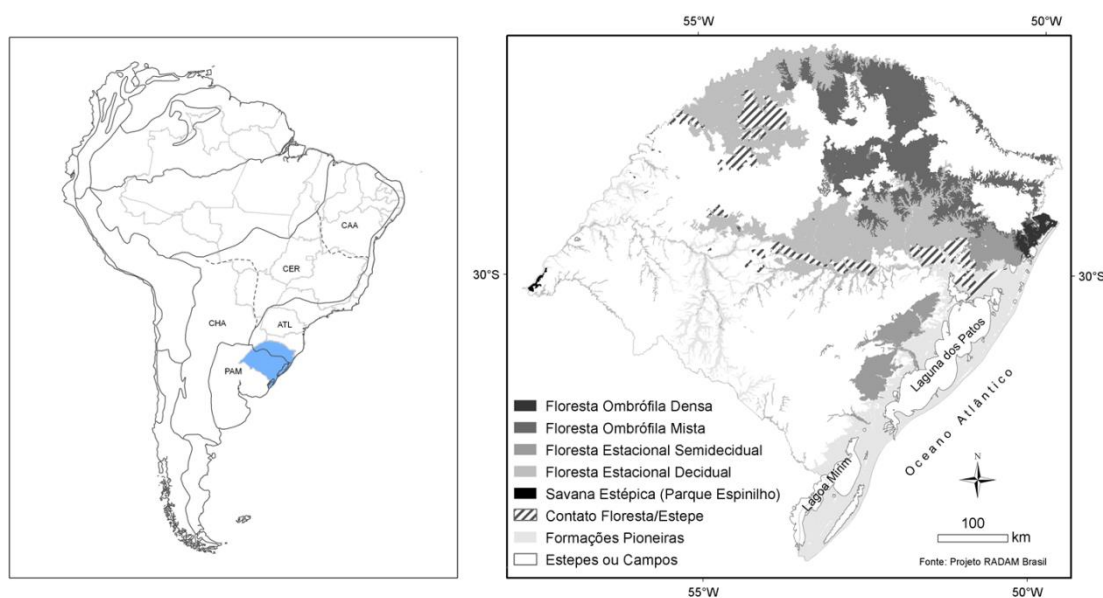 CAA
CER
CHA
ATL
PAM
55°W
50°W
30°S
30°S
Laguna dos Patos
Oceano Atlântico
Lagoa Mirim
Floresta Ombrófila Densa
Floresta Ombrófila Mista
Floresta Estacional Semidecidual
Floresta Estacional Decidual
Savana Estépica (Parque Espinilho)
Contato Floresta/Estepe
Formações Pioneiras
Estepes ou Campos
N
100
km
Fonte: Projeto RADAM Brasil
55°W
50°W